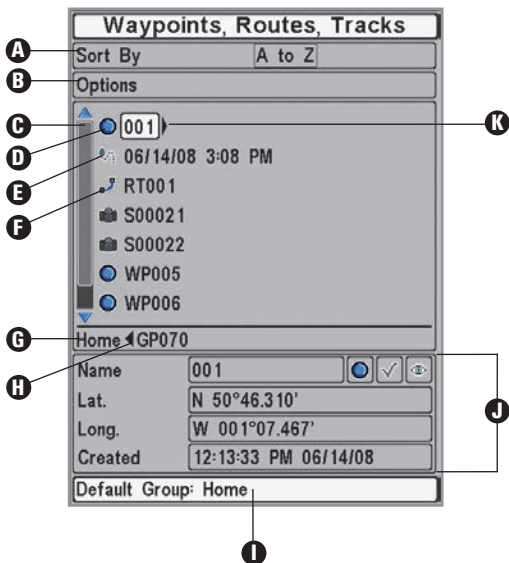 Waypoints, Routes, Tracks
A Sort By A to Z
B Options
C
D 001 K
E 06/14/08 3:08 PM
F RT001
S00021
S00022
WP005
WP006
G Home GP070
H
Name 001
J
Lat. N 50°46.310'
Long. W 001°07.467'
Created 12:13:33 PM 06/14/08
Default Group: Home
I